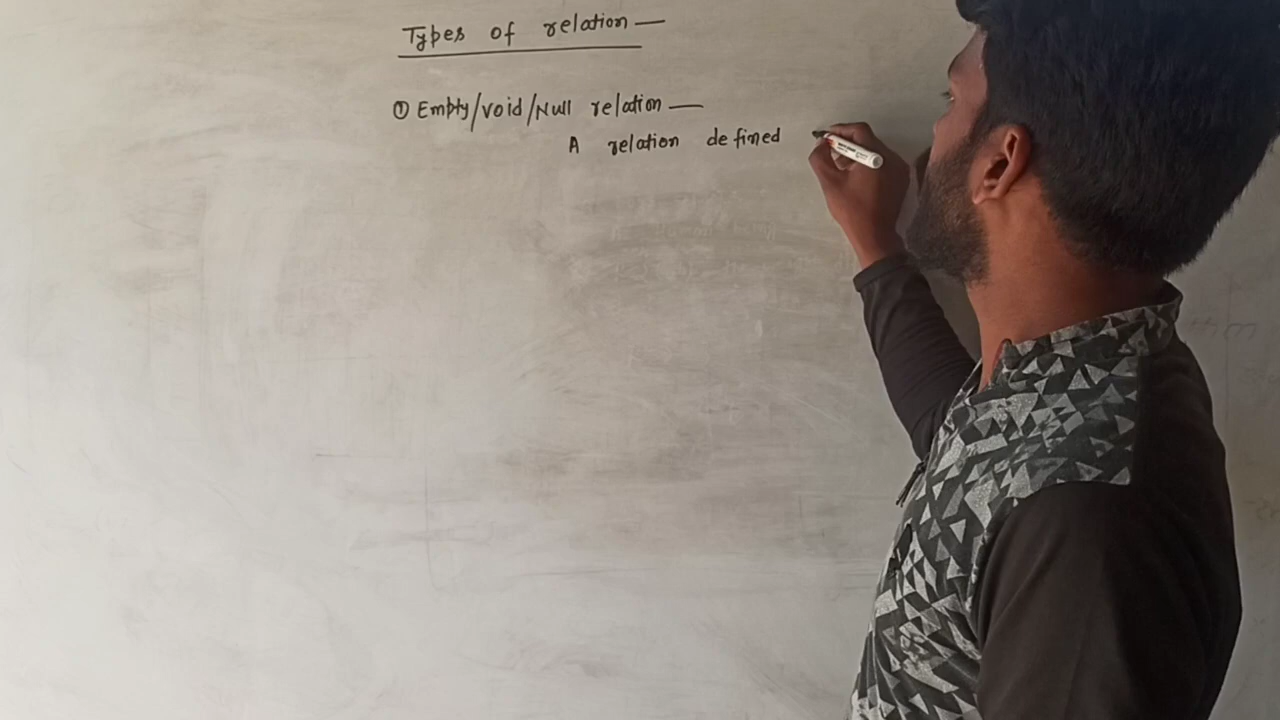 Types of relation —
① Empty/void/Null relation —
A relation defined